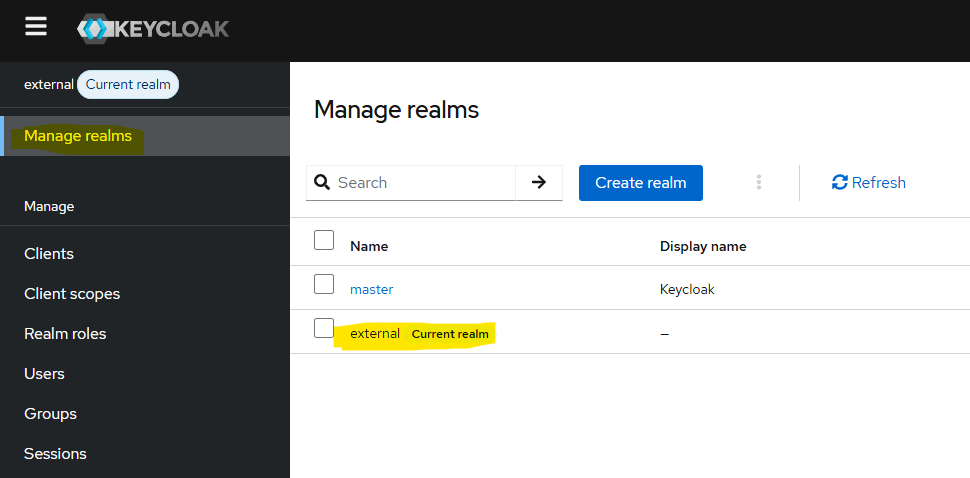 KEYCLOAK
external Current realm
Manage realms
Manage
Clients
Client scopes
Realm roles
Users
Groups
Sessions
Manage realms
Search
Create realm
Refresh
Name Display name
master Keycloak
external Current realm –